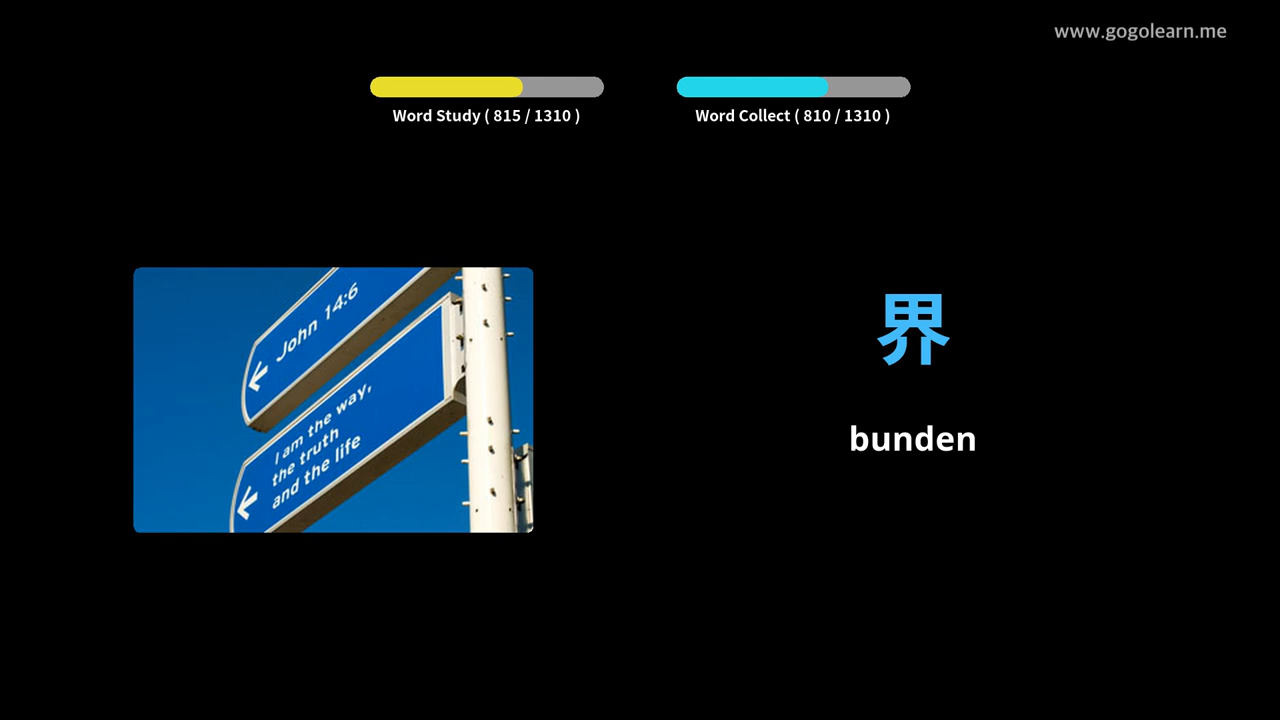 www.gogolearn.me
Word Study ( 815 / 1310 )
Word Collect ( 810 / 1310 )
John 14:6
I am the way,
the truth
and the life
界
bunden